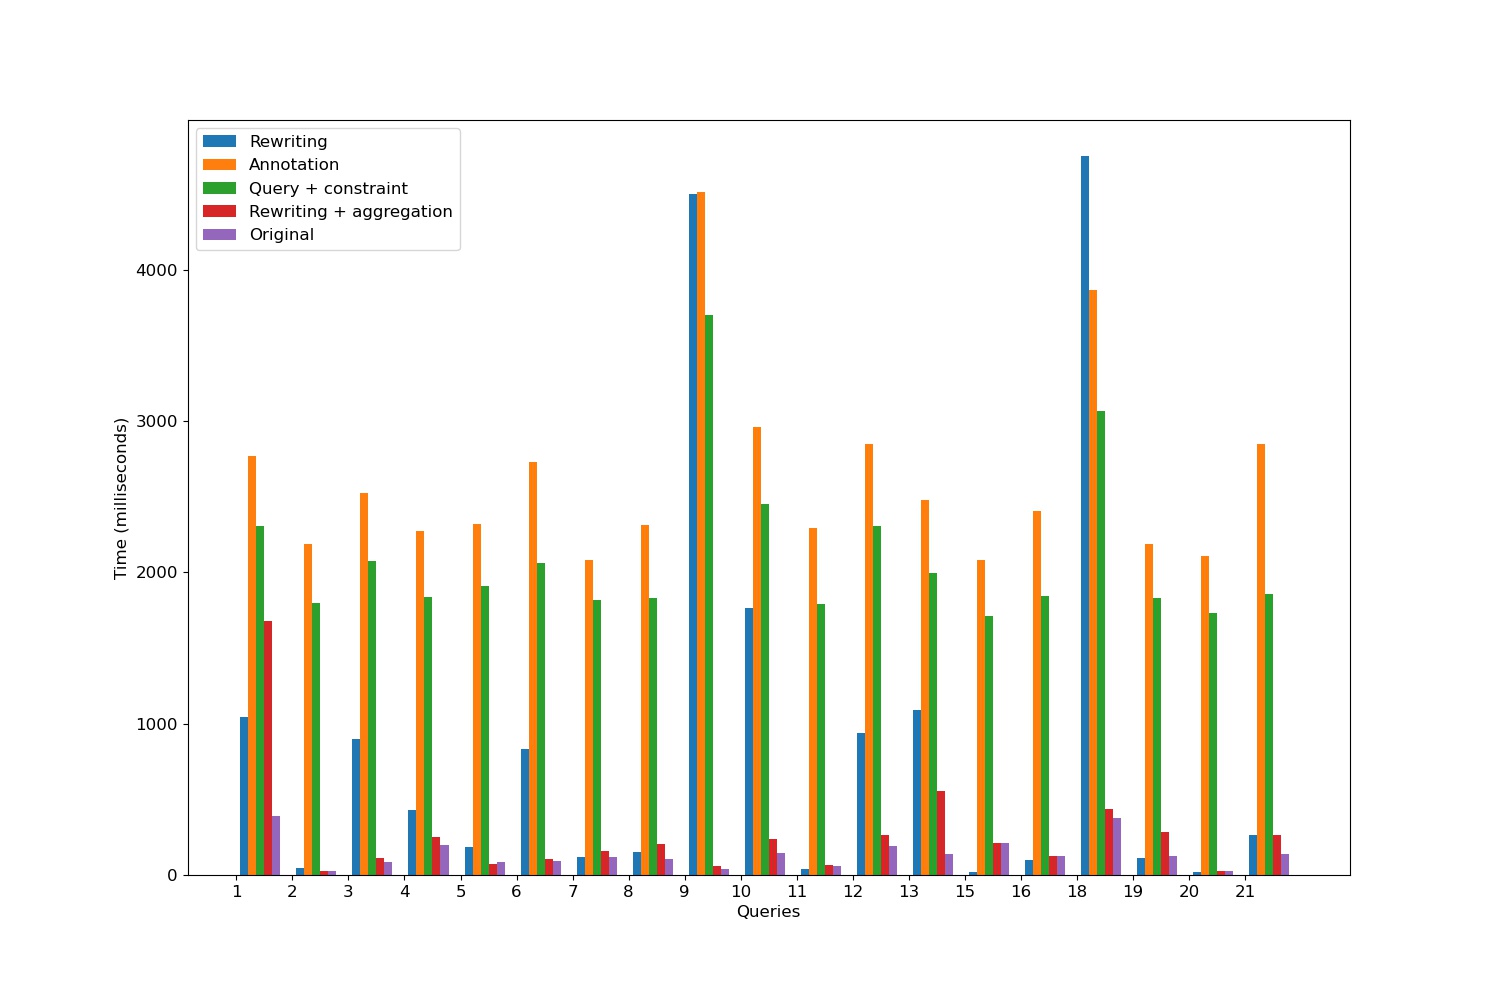 Rewriting
Annotation
Query + constraint
Rewriting + aggregation
Original
4000
3000
2000
1000
0
Time (milliseconds)
1 2 3 4 5 6 7 8 9 10 11 12 13 15 16 18 19 20 21
Queries